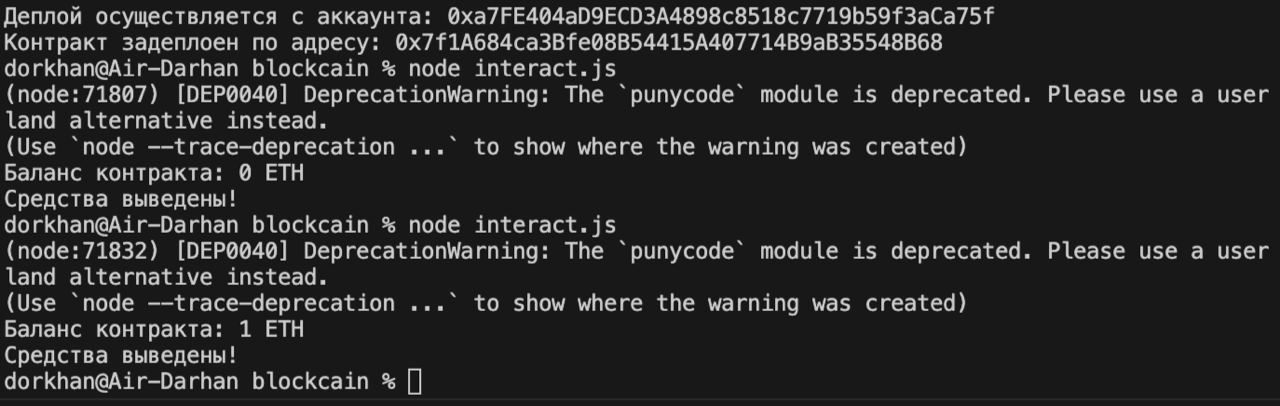 Деплой осуществляется с аккаунта: 0xa7FE404aD9ECD3A4898c8518c7719b59f3aCa75f
Контракт задеплоен по адресу: 0x7f1A684ca3Bfe08B54415A407714B9aB35548B68
dorkhan@Air-Darhan blockcain % node interact.js
(node:71807) [DEP0040] DeprecationWarning: The `punycode` module is deprecated. Please use a user
land alternative instead.
(Use `node --trace-deprecation ...` to show where the warning was created)
Баланс контракта: 0 ETH
Средства выведены!
dorkhan@Air-Darhan blockcain % node interact.js
(node:71832) [DEP0040] DeprecationWarning: The `punycode` module is deprecated. Please use a user
land alternative instead.
(Use `node --trace-deprecation ...` to show where the warning was created)
Баланс контракта: 1 ETH
Средства выведены!
dorkhan@Air-Darhan blockcain %